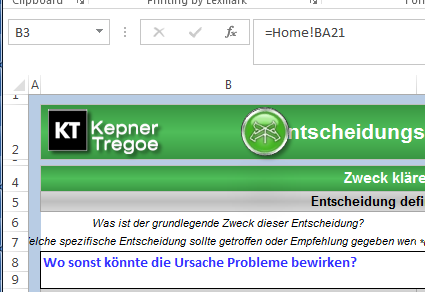 Clipboard
Printing by Lexmark
B3
fx
=Home!BA21
A
B
1
2
KT Kepner
Tregoe
ntscheidungs
4
Zweck kläre
5
Entscheidung defi
6
Was ist der grundlegende Zweck dieser Entscheidung?
7
elche spezifische Entscheidung sollte getroffen oder Empfehlung gegeben were
8
Wo sonst könnte die Ursache Probleme bewirken?
9